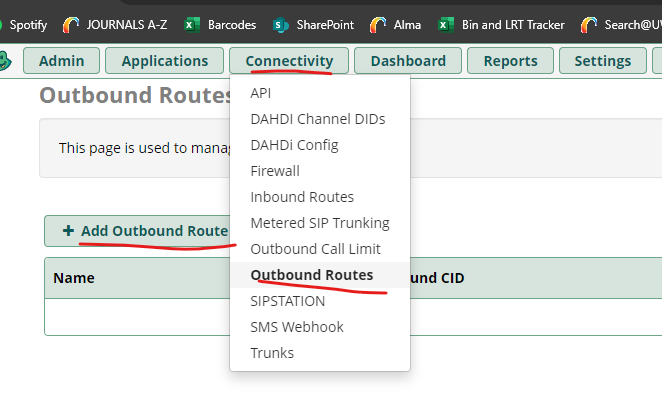 Spotify JOURNALS A-Z Barcodes SharePoint Alma Bin and LRT Tracker Search@U
Admin Applications Connectivity Dashboard Reports Settings
Outbound Routes
API
DAHDI Channel DIDs
This page is used to manag
DAHDi Config
Firewall
Inbound Routes
+ Add Outbound Route
Metered SIP Trunking
Outbound Call Limit
Name
Outbound Routes
und CID
SIPSTATION
SMS Webhook
Trunks